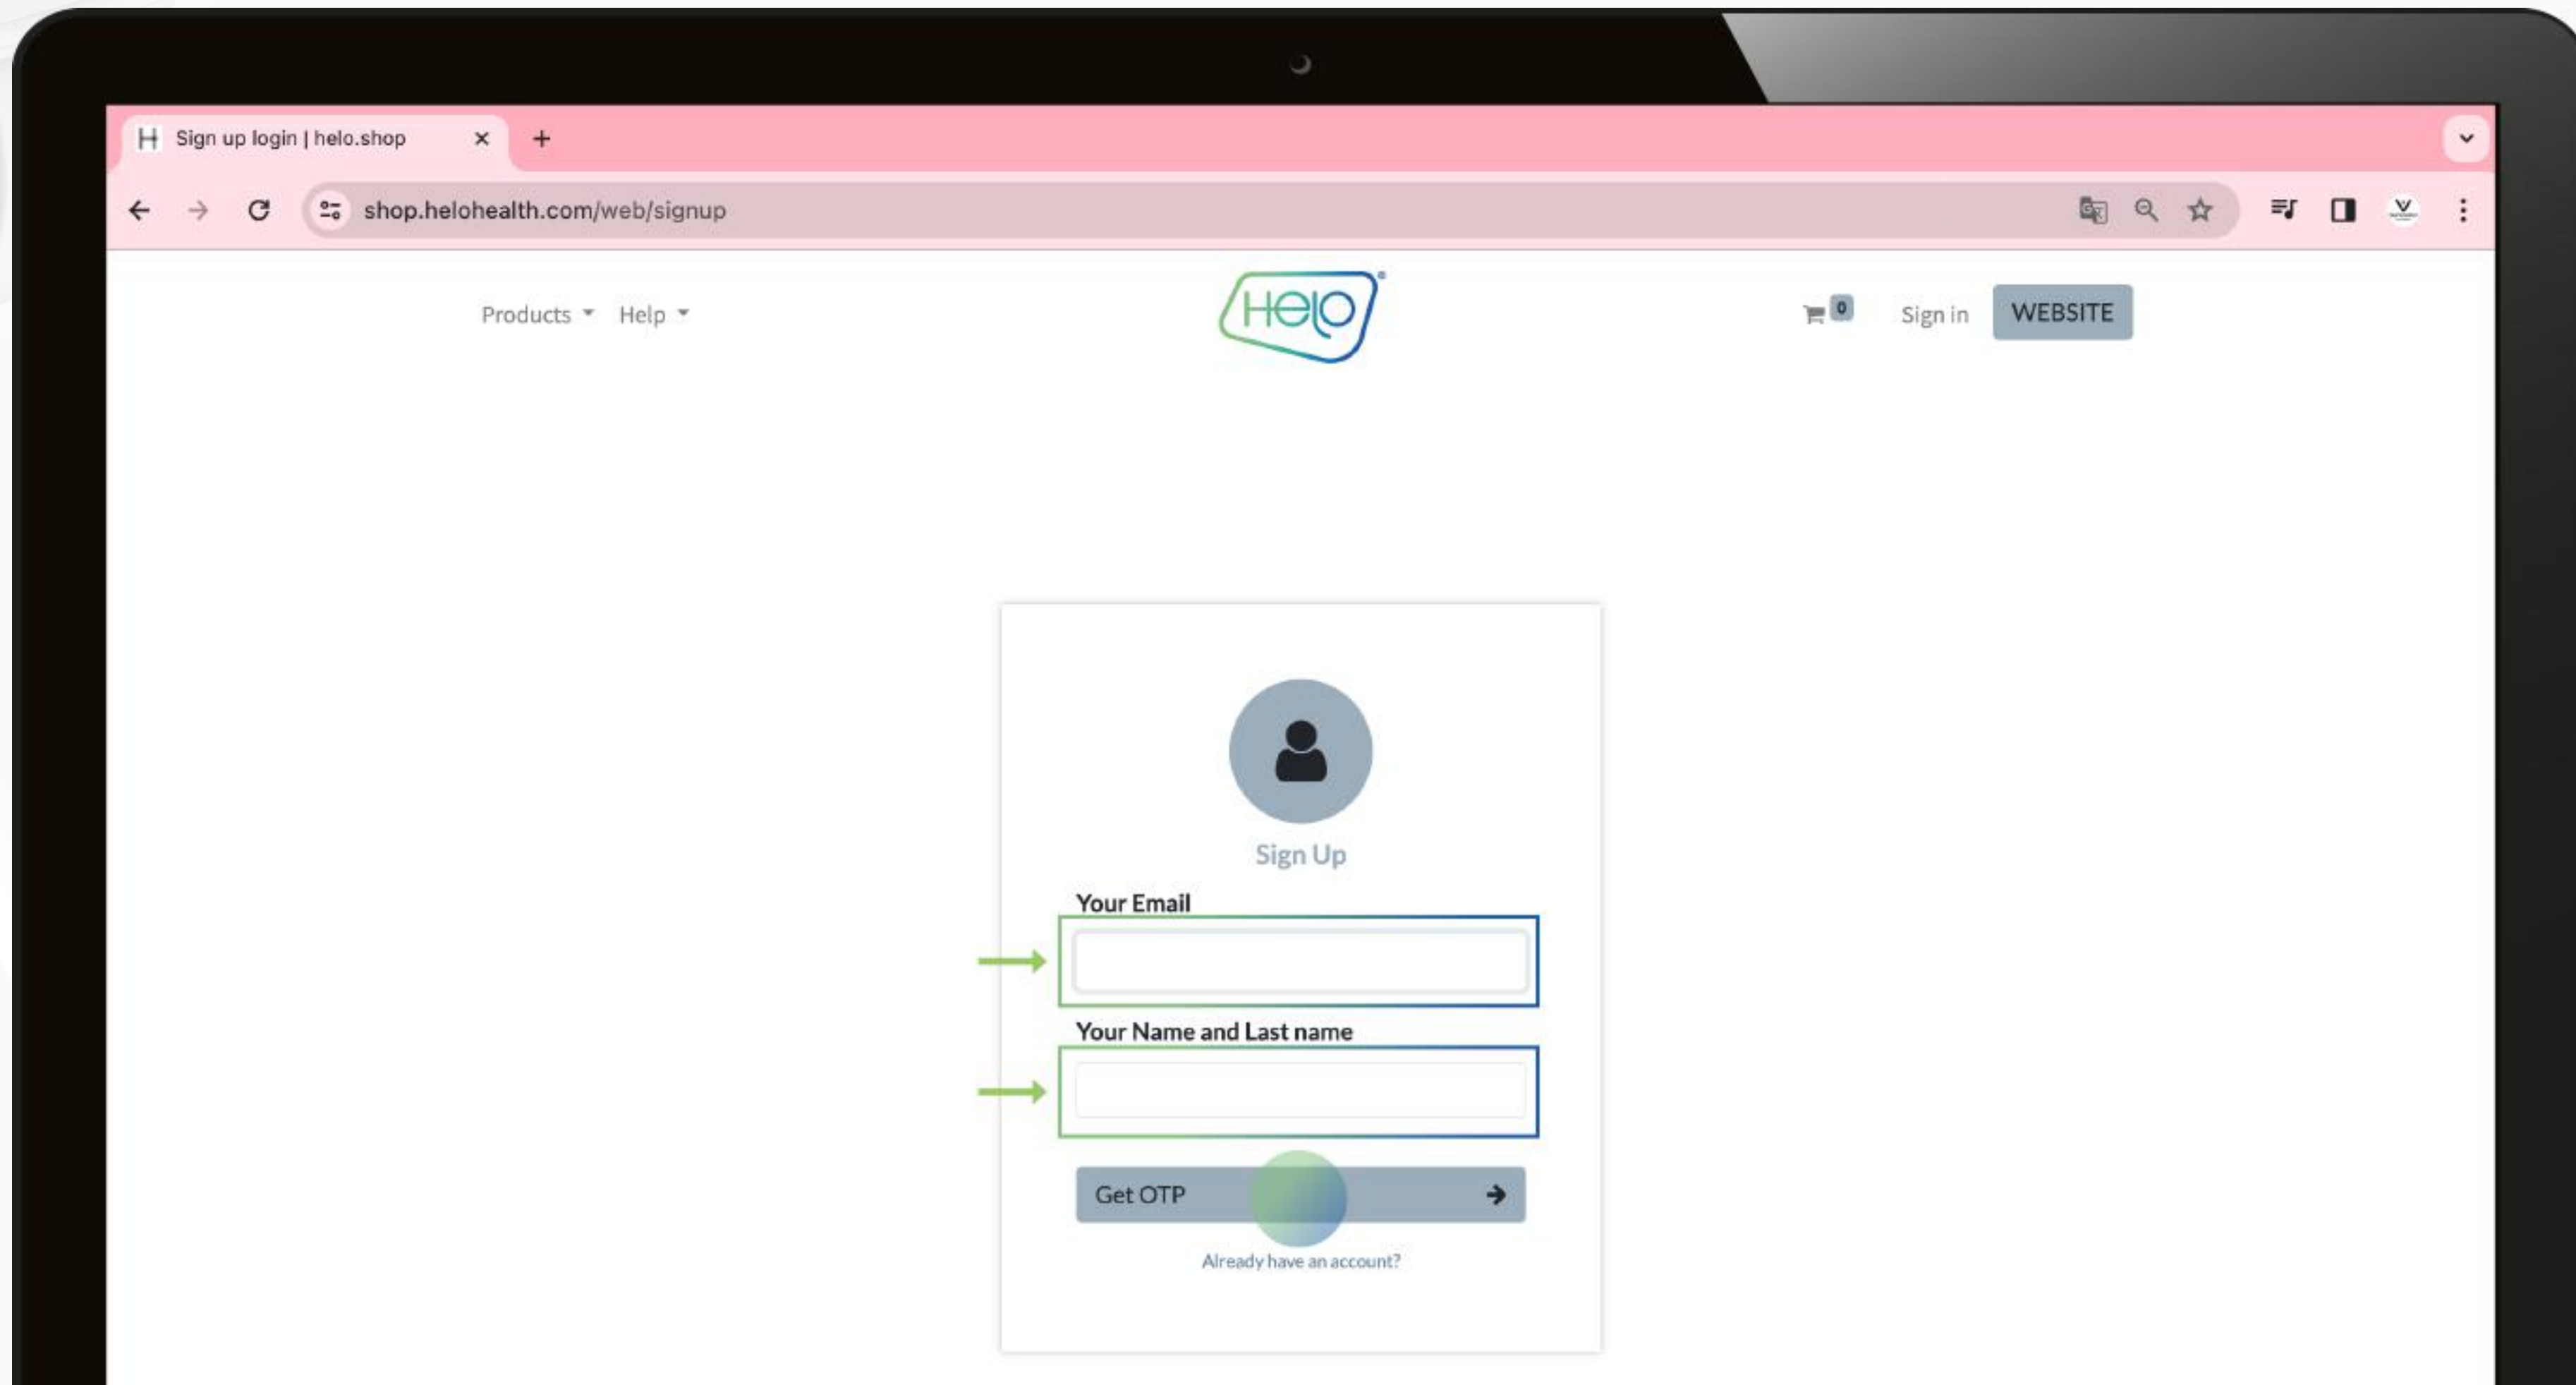 Sign up login | helo.shop
shop.helohealth.com/web/signup
Products Help
Helo®
0 Sign in WEBSITE
Sign Up
Your Email
Your Name and Last name
Get OTP
Already have an account?